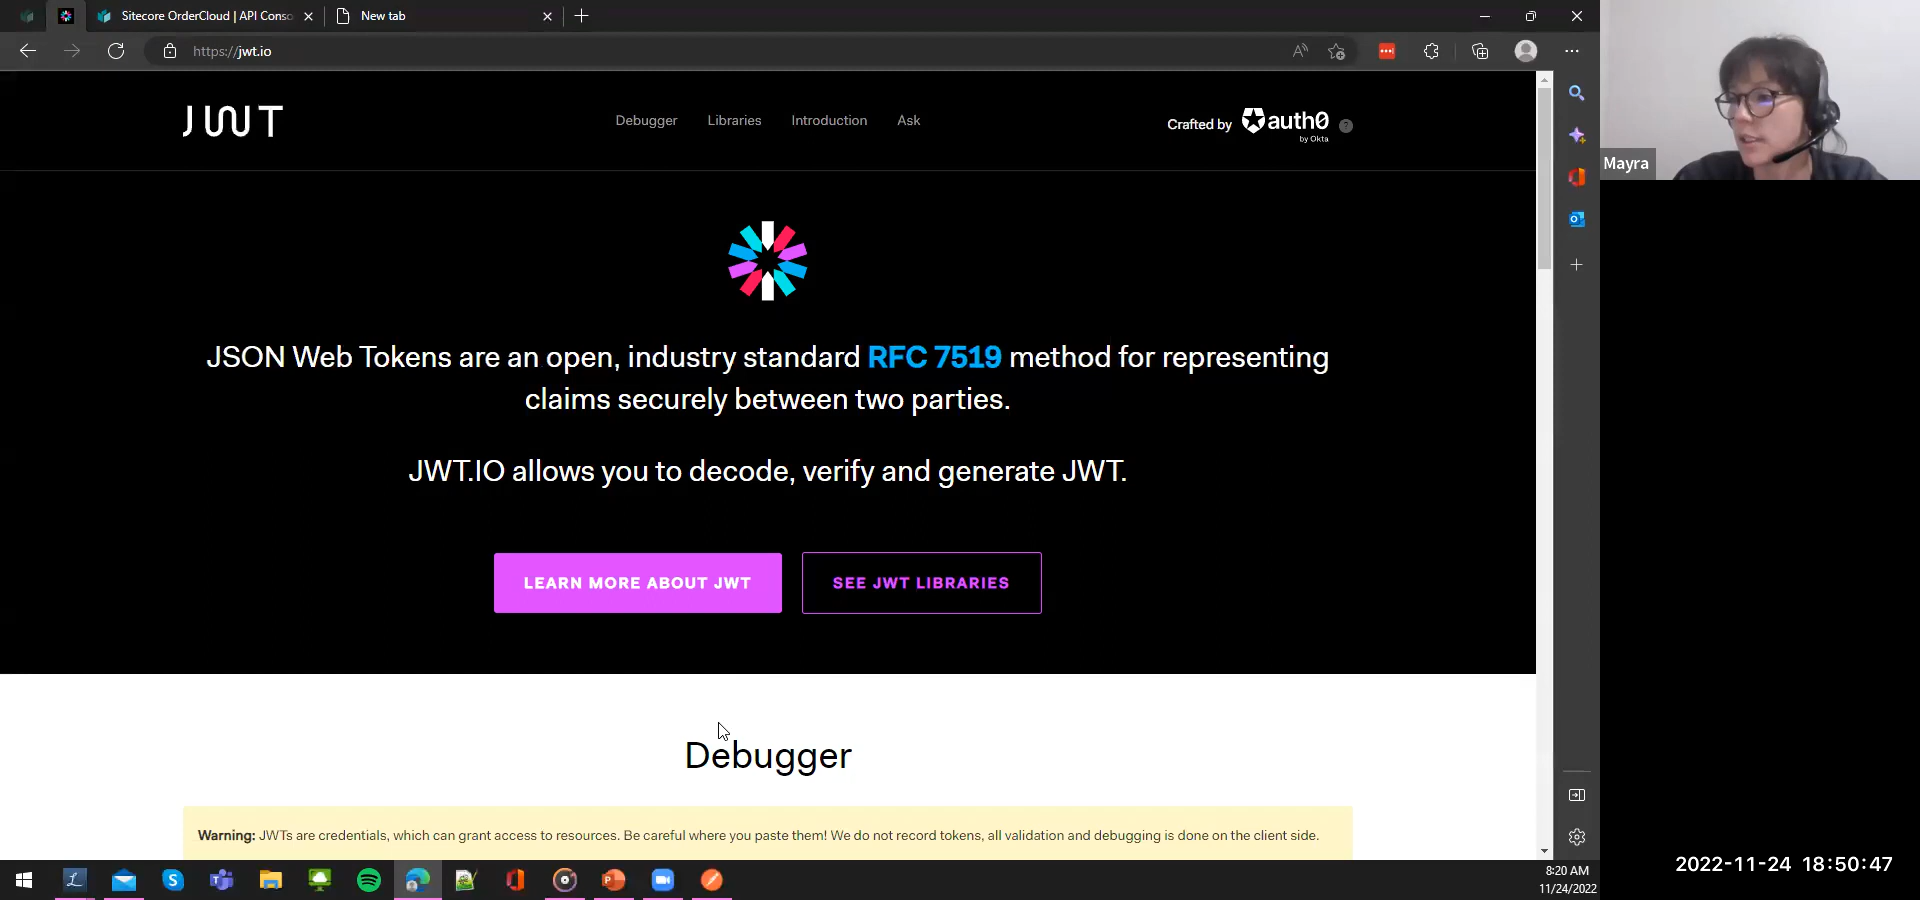 Sitecore OrderCloud | API Conso
New tab
https://jwt.io
JWT
Debugger
Libraries
Introduction
Ask
Crafted by
auth0
by Okta
?
Mayra
JSON Web Tokens are an open, industry standard RFC 7519 method for representing
claims securely between two parties.
JWT.IO allows you to decode, verify and generate JWT.
LEARN MORE ABOUT JWT
SEE JWT LIBRARIES
Debugger
Warning: JWTs are credentials, which can grant access to resources. Be careful where you paste them! We do not record tokens, all validation and debugging is done on the client side.
8:20 AM
11/24/2022
2022-11-24 18:50:47